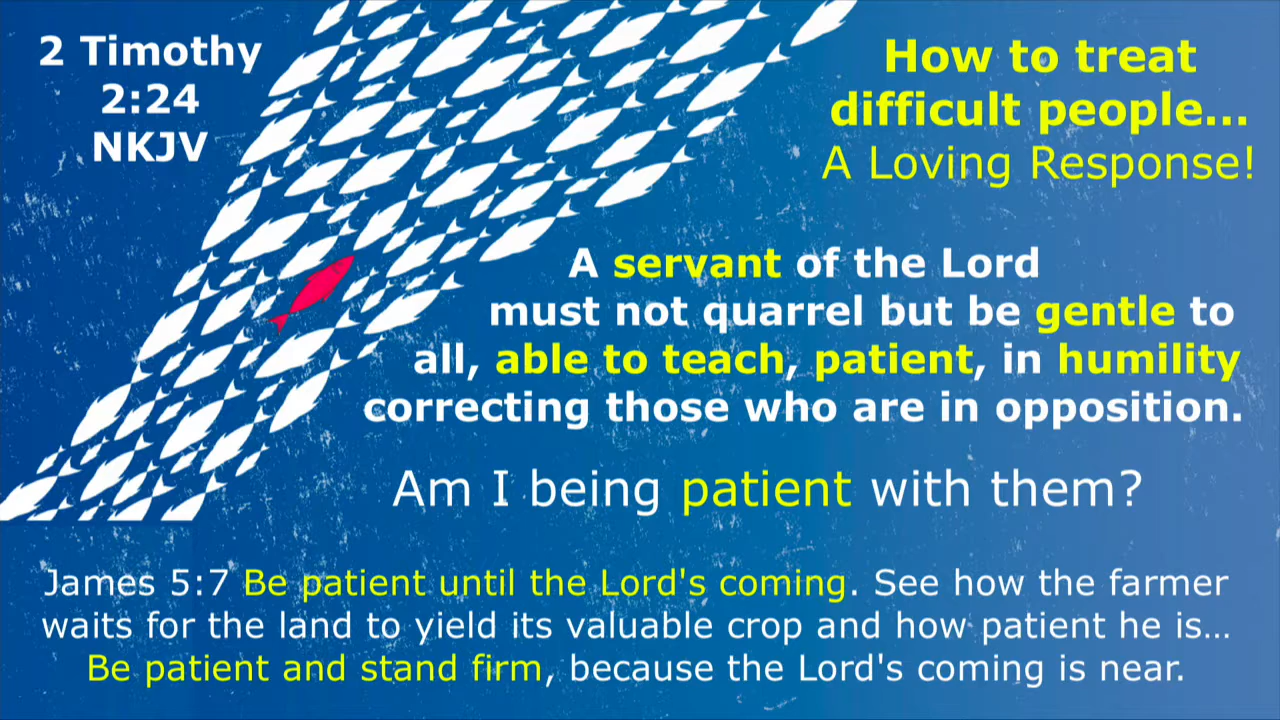 2 Timothy
2:24
NKJV
How to treat
difficult people...
A Loving Response!
A servant of the Lord
must not quarrel but be gentle to
all, able to teach, patient, in humility
correcting those who are in opposition.
Am I being patient with them?
James 5:7 Be patient until the Lord's coming. See how the farmer
waits for the land to yield its valuable crop and how patient he is...
Be patient and stand firm, because the Lord's coming is near.